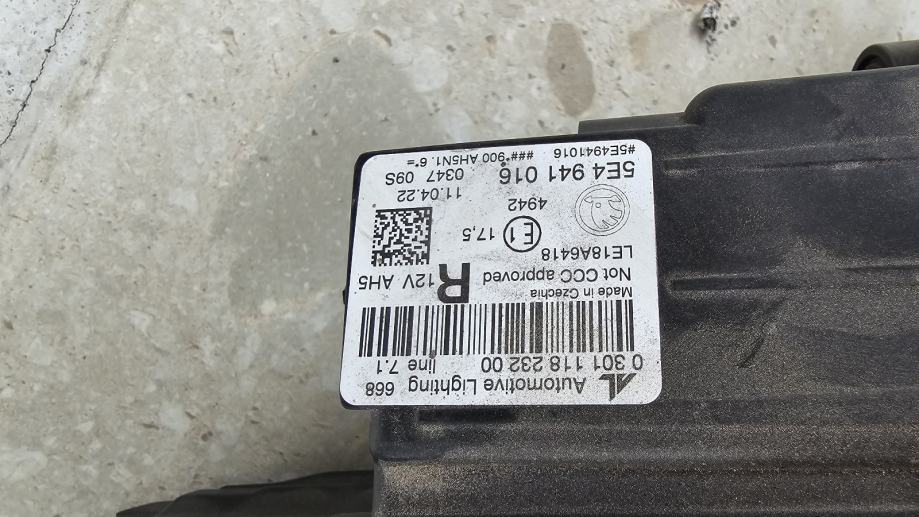 Automotive Lighting 668
0 301 118 232 00 line 7.1
Made in Czechia
Not CCC approved
LE18A6418
R
12V AH5
E1
17,5
4942
11.04.22
5E4 941 016
0347 09S
#5E4941016 ###*900 AH5N1.6*=